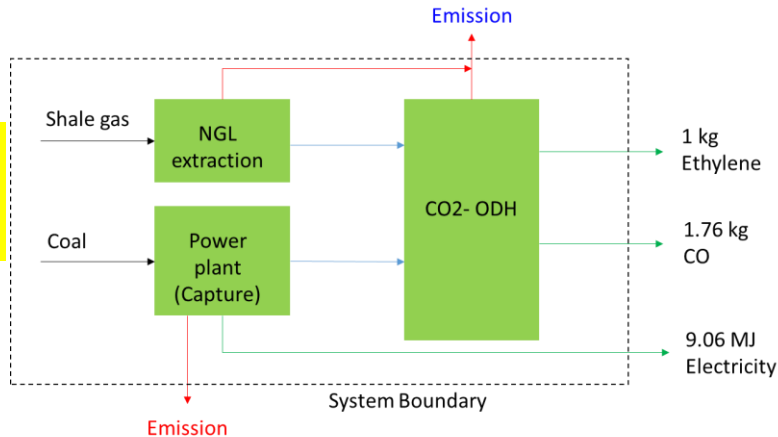 Emission
Shale gas
NGL
extraction
CO2- ODH
1 kg
Ethylene
Coal
Power
plant
(Capture)
1.76 kg
CO
9.06 MJ
Electricity
System Boundary
Emission